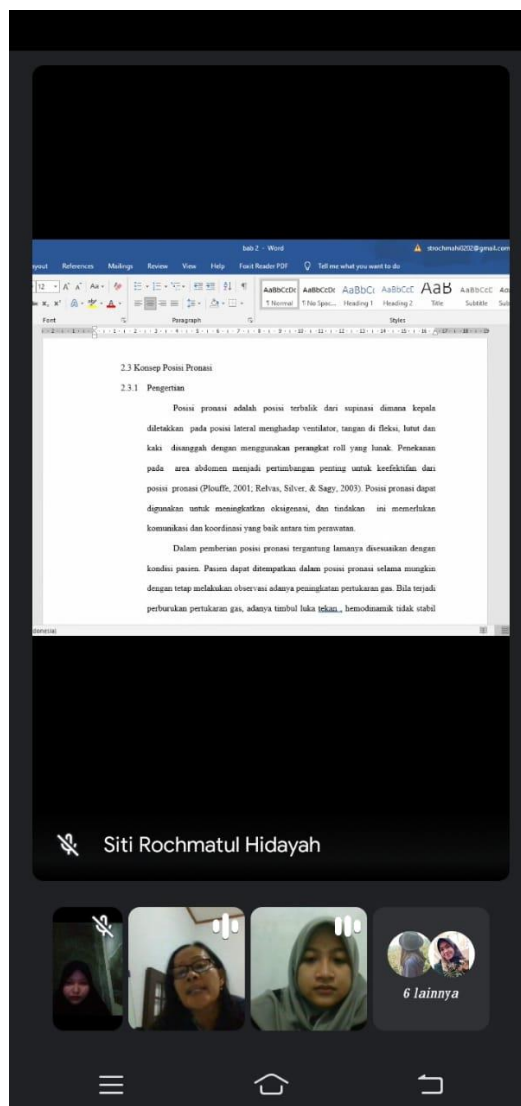 bab 2 - Word
strochmah0202@gmail.com
ayout References Mailings Review View Help Foxit Reader PDF Tell me what you want to do
12
AaBbCcDc AaBbCcDc AaBbCc AaBbCcC AaB AaBbCcC
1 Normal 1 No Spac... Heading 1 Heading 2 Title Subtitle
Font Paragraph Styles
2.3 Konsep Posisi Pronasi
2.3.1 Pengertian
Posisi pronasi adalah posisi terbalik dari supinasi dimana kepala
diletakkan pada posisi lateral menghadap ventilator, tangan di fleksi, lutut dan
kaki disanggah dengan menggunakan perangkat roll yang lunak. Penekanan
pada area abdomen menjadi pertimbangan penting untuk keefektifan dari
posisi pronasi (Plouffe, 2001; Relvas, Silver, & Sagy, 2003). Posisi pronasi dapat
digunakan untuk meningkatkan oksigenasi, dan tindakan ini memerlukan
komunikasi dan koordinasi yang baik antara tim perawatan.
Dalam pemberian posisi pronasi tergantung lamanya disesuaikan dengan
kondisi pasien. Pasien dapat ditempatkan dalam posisi pronasi selama mungkin
dengan tetap melakukan observasi adanya peningkatan pertukaran gas. Bila terjadi
perburukan pertukaran gas, adanya timbul luka tekan , hemodinamik tidak stabil
donesia)
Siti Rochmatul Hidayah
6 lainnya